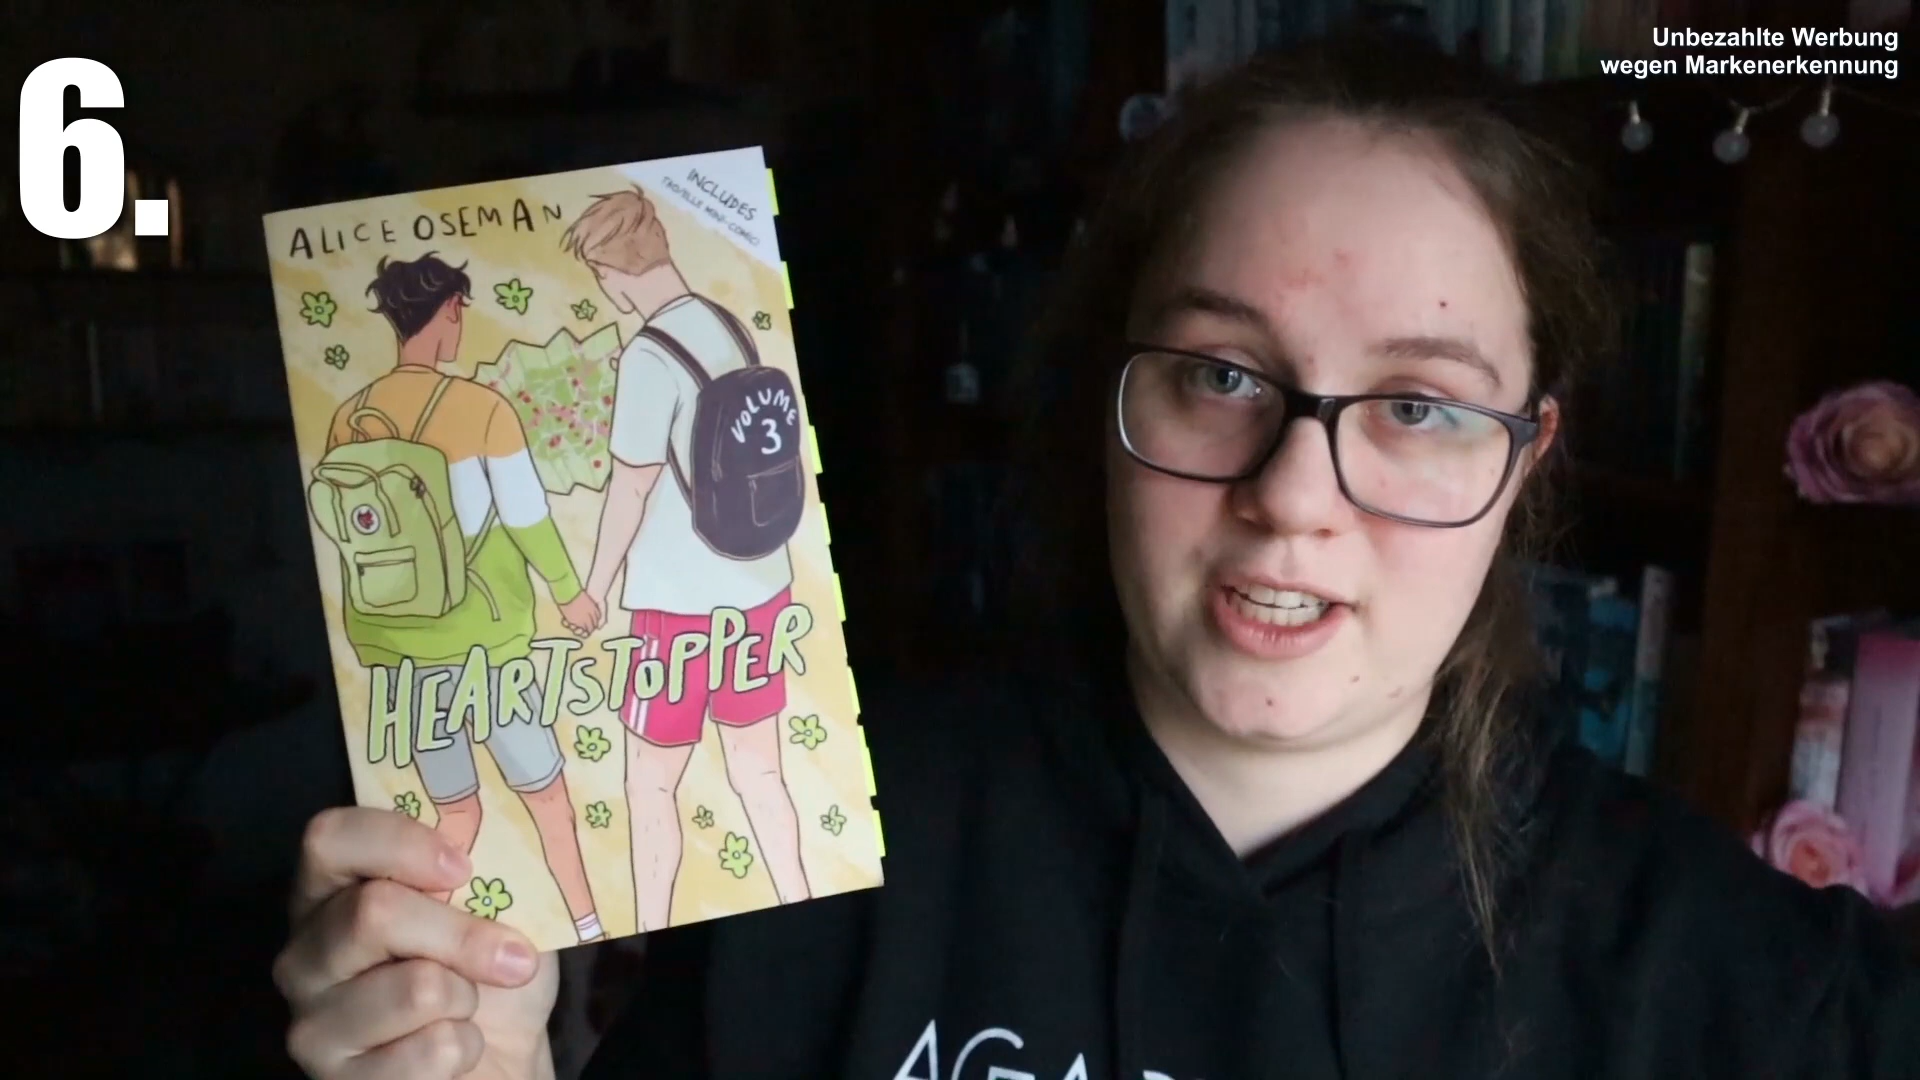 6.
Unbezahlte Werbung
wegen Markenerkennung
ALICE OSEMAN
INCLUDES
VOLUME
3
HEARTSTOPPER